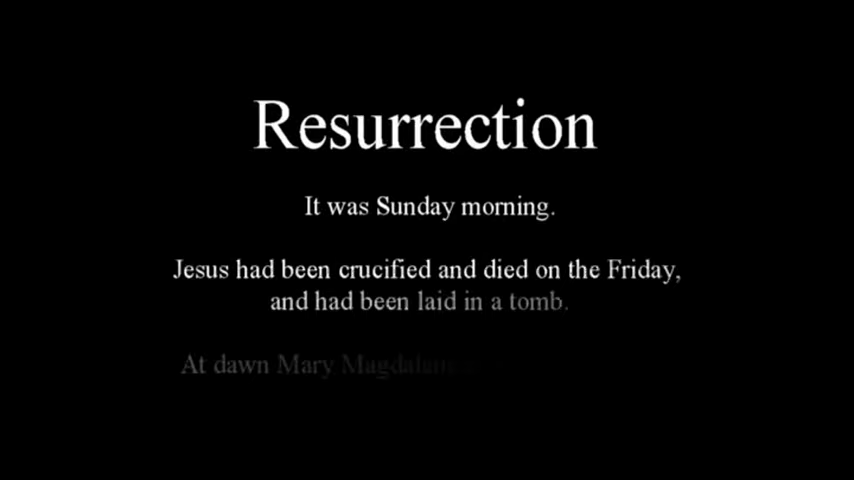 Resurrection
It was Sunday morning.
Jesus had been crucified and died on the Friday,
and had been laid in a tomb.
At dawn Mary